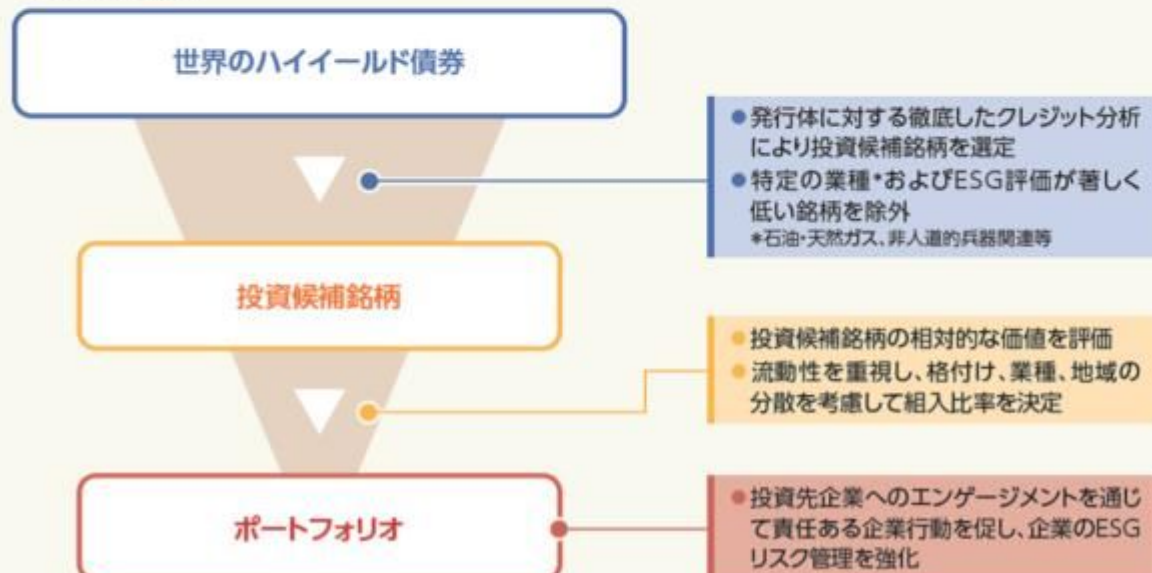 世界のハイイールド債券
●発行体に対する徹底したクレジット分析
により投資候補銘柄を選定
●特定の業種*およびESG評価が著しく
低い銘柄を除外
*石油・天然ガス、非人道的兵器関連等
投資候補銘柄
●投資候補銘柄の相対的な価値を評価
●流動性を重視し、格付け、業種、地域の
分散を考慮して組入比率を決定
ポートフォリオ
●投資先企業へのエンゲージメントを通じ
て責任ある企業行動を促し、企業のESG
リスク管理を強化